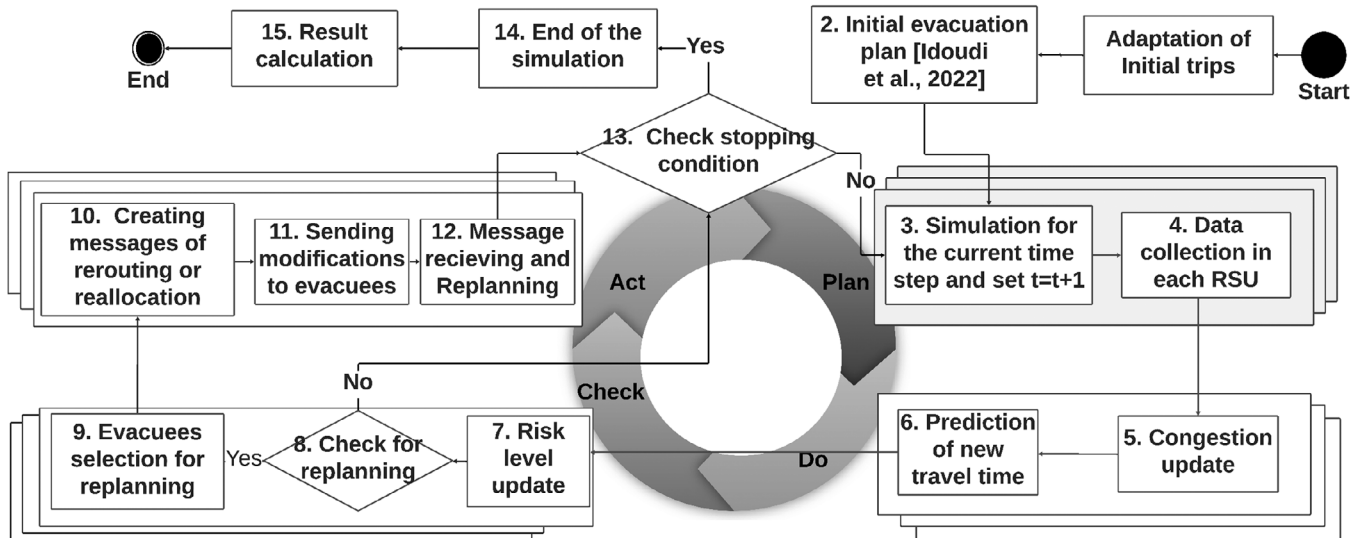 15. Result
calculation
End
14. End of the
simulation
Yes
2. Initial evacuation
plan [Idoudi
et al., 2022]
Adaptation of
Initial trips
Start
13. Check stopping
condition
No
10. Creating
messages of
rerouting or
reallocation
11. Sending
modifications
to evacuees
12. Message
recieving and
Replanning
Act
Plan
3. Simulation for
the current time
step and set t=t+1
4. Data
collection in
each RSU
No
Check
Do
9. Evacuees
selection for
replanning
Yes
8. Check for
replanning
7. Risk
level
update
6. Prediction
of new
travel time
5. Congestion
update